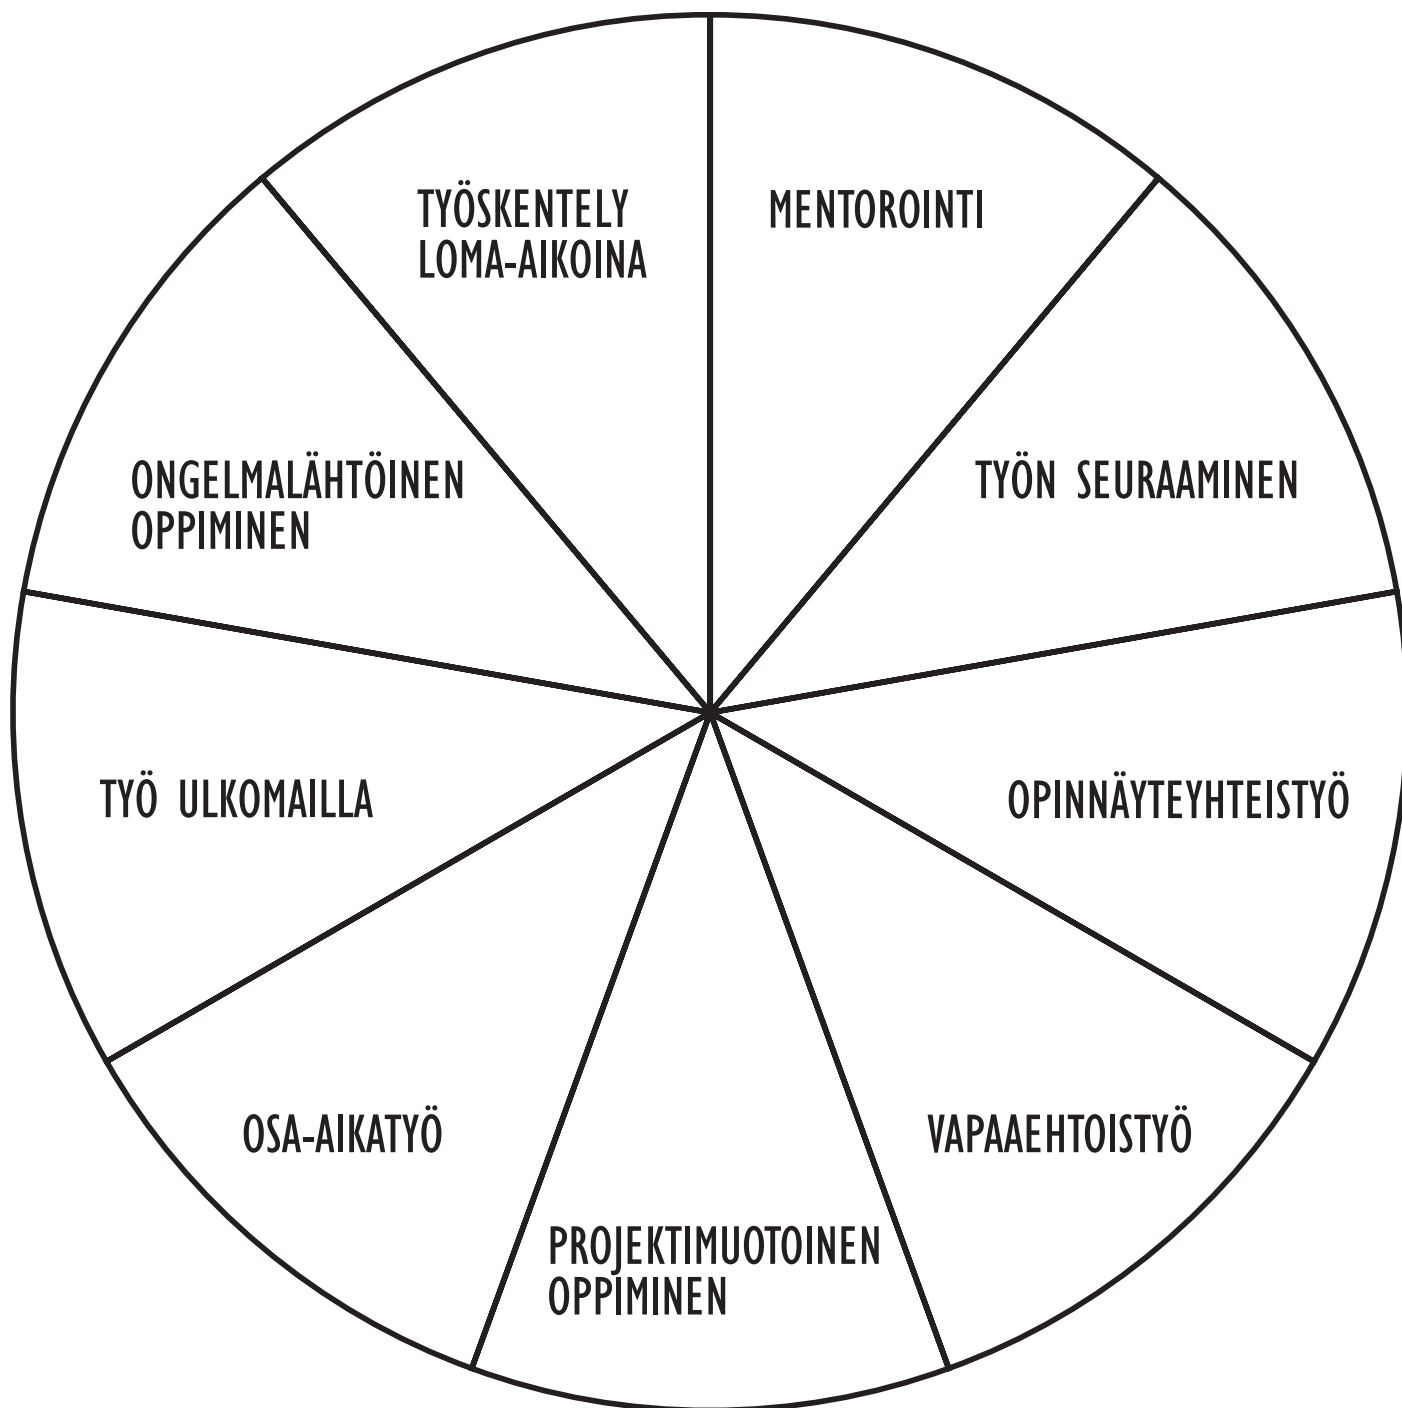 TYÖSKENTELY
LOMA-AIKOINA
MENTOROINTI
TYÖN SEURAAMINEN
OPINNÄYTEYHTEISTYÖ
VAPAAEHTOISTYÖ
PROJEKTIMUOTOINEN
OPPIMINEN
OSA-AIKATYÖ
TYÖ ULKOMAILLA
ONGELMALÄHTÖINEN
OPPIMINEN